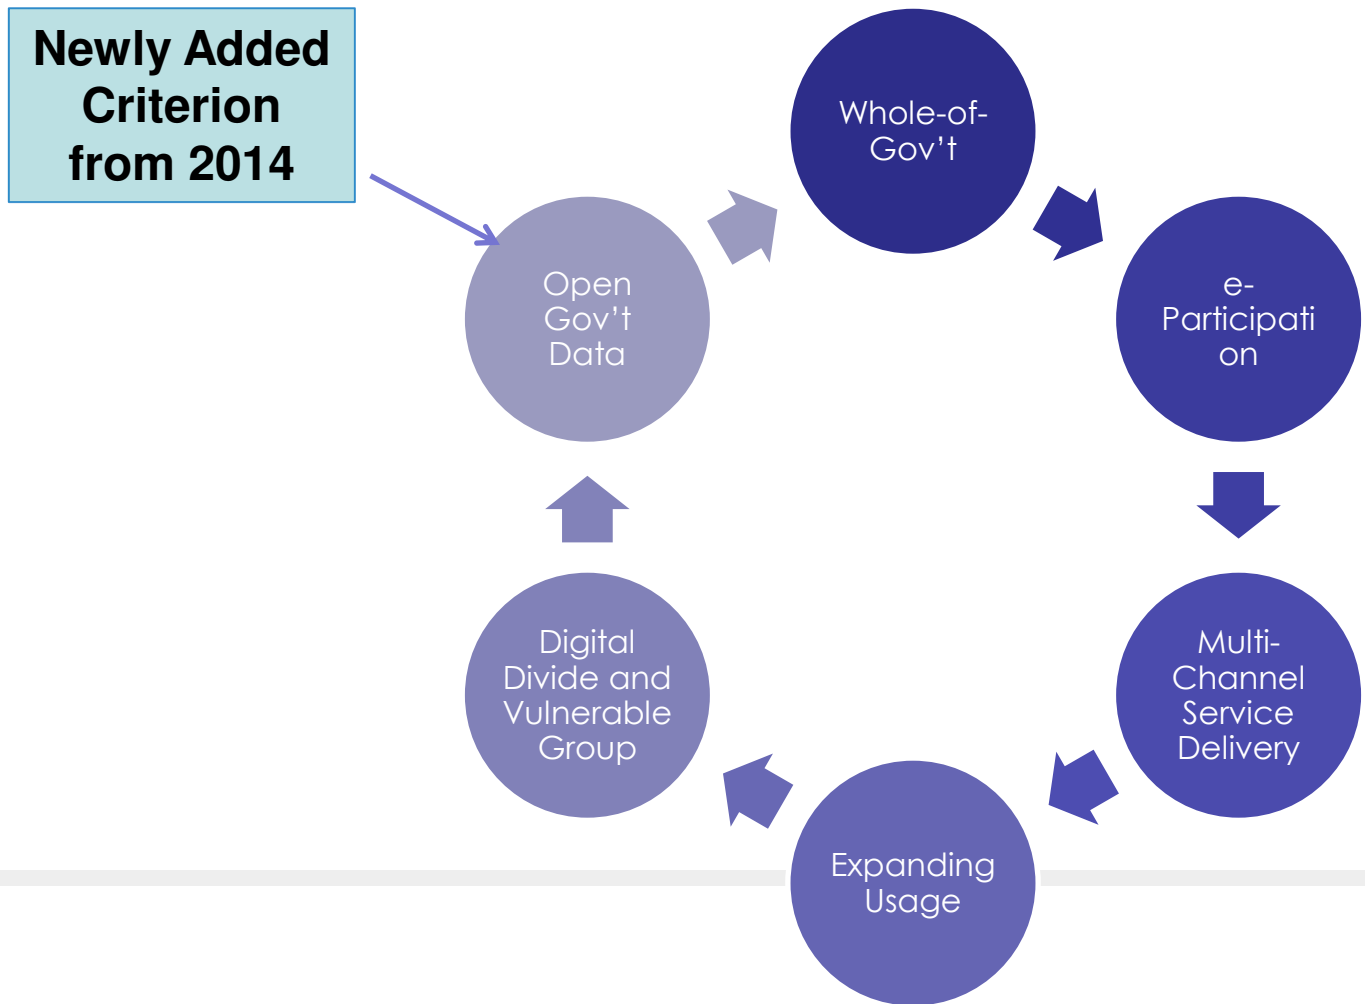 Newly Added
Criterion
from 2014
Whole-of-
Gov’t
e-
Participati
on
Multi-
Channel
Service
Delivery
Expanding
Usage
Digital
Divide and
Vulnerable
Group
Open
Gov’t
Data